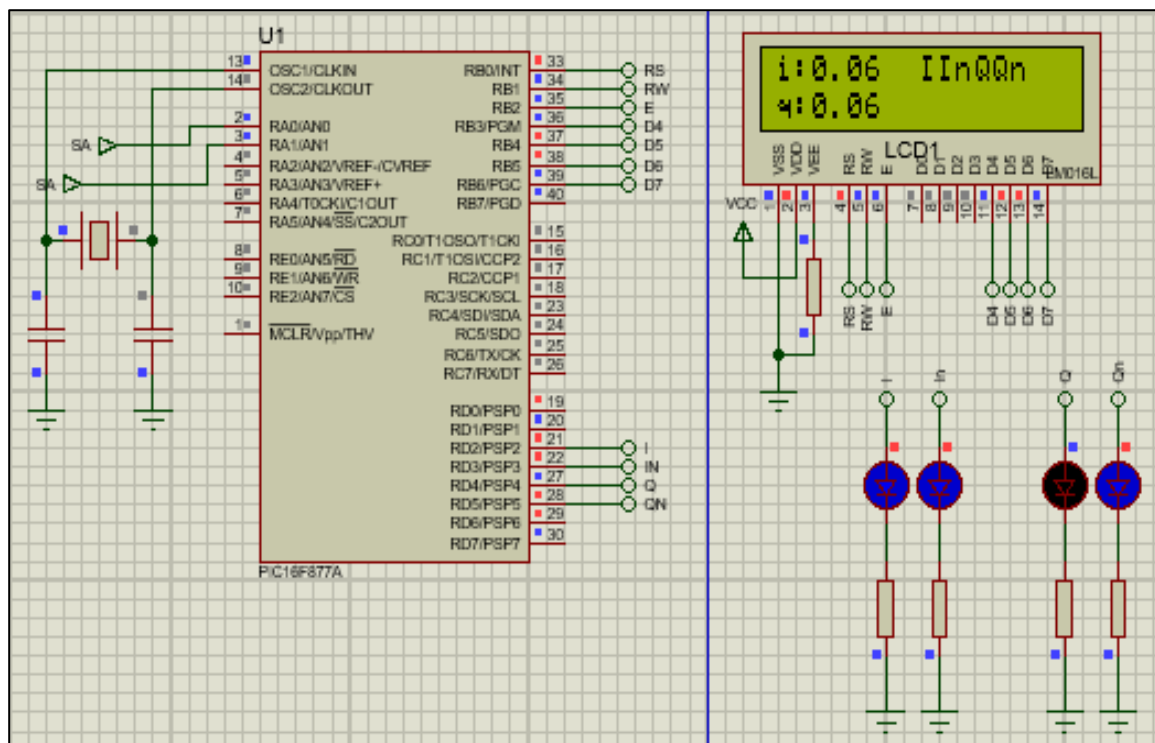 U1
13 OSC1/CLKIN RB0/INT 33 RS
14 OSC2/CLKOUT RB1 34 RW
RB2 35 E
2 RA0/AN0 RB3/PGM 36 D4
SA 3 RA1/AN1 RB4 37 D5
4 RA2/AN2/VREF-/CVREF RB5 38 D6
SA 5 RA3/AN3/VREF+ RB6/PGC 39 D7
6 RA4/T0CKI/C1OUT RB7/PGD 40
7 RA5/AN4/SS/C2OUT
RC0/T1OSO/T1CKI 15
8 RE0/AN5/RD RC1/T1OSI/CCP2 16
9 RE1/AN6/WR RC2/CCP1 17
10 RE2/AN7/CS RC3/SCK/SCL 18
RC4/SDI/SDA 23
1 MCLR/Vpp/THV RC5/SDO 24
RC6/TX/CK 25
RC7/RX/DT 26
RD0/PSP0 19
RD1/PSP1 20
RD2/PSP2 21 I
RD3/PSP3 22 IN
RD4/PSP4 27 Q
RD5/PSP5 28 QN
RD6/PSP6 29
RD7/PSP7 30
PIC16F877A
i:0.06 IInQQn
q:0.06
LCD1
VSS VDD VEE RS RW E D0 D1 D2 D3 D4 D5 D6 D7
VCC 1 2 3 4 5 6 7 8 9 10 11 12 13 14
RS RW E D4 D5 D6 D7
I In Q Qn